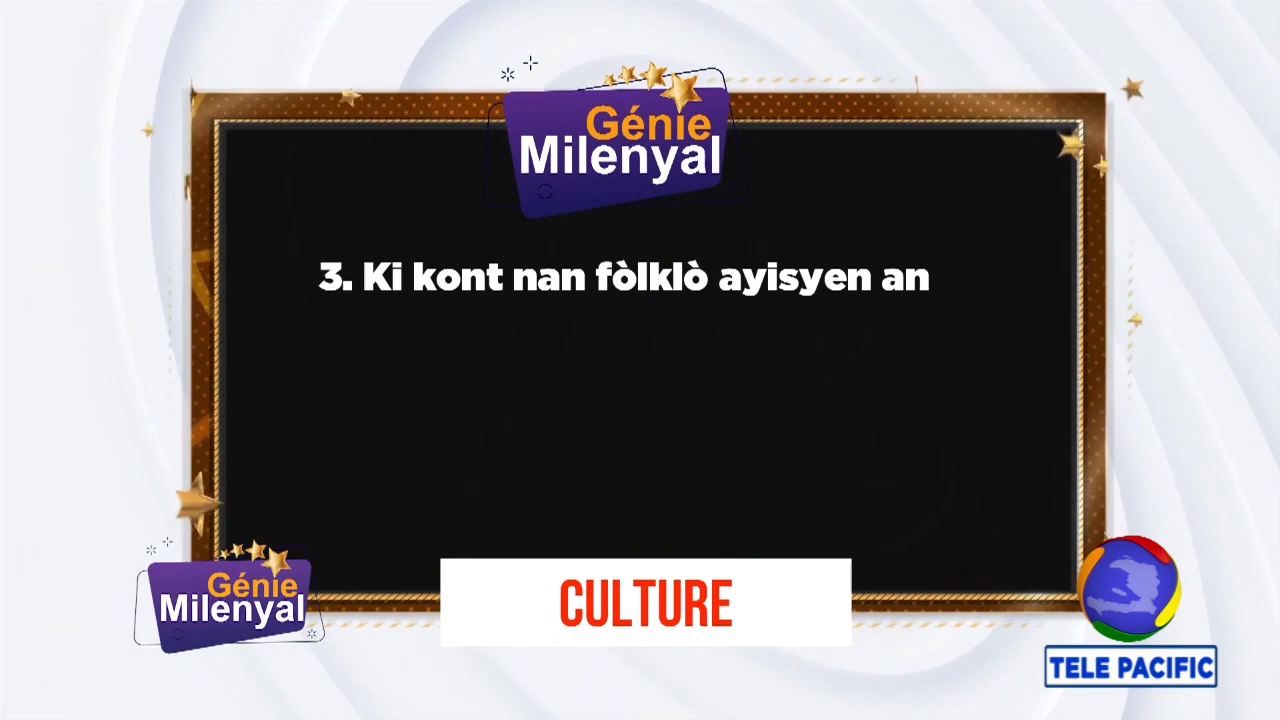 Génie
Milenyal
3. Ki kont nan fòlklò ayisyen an
Génie
Milenyal
CULTURE
TELE PACIFIC